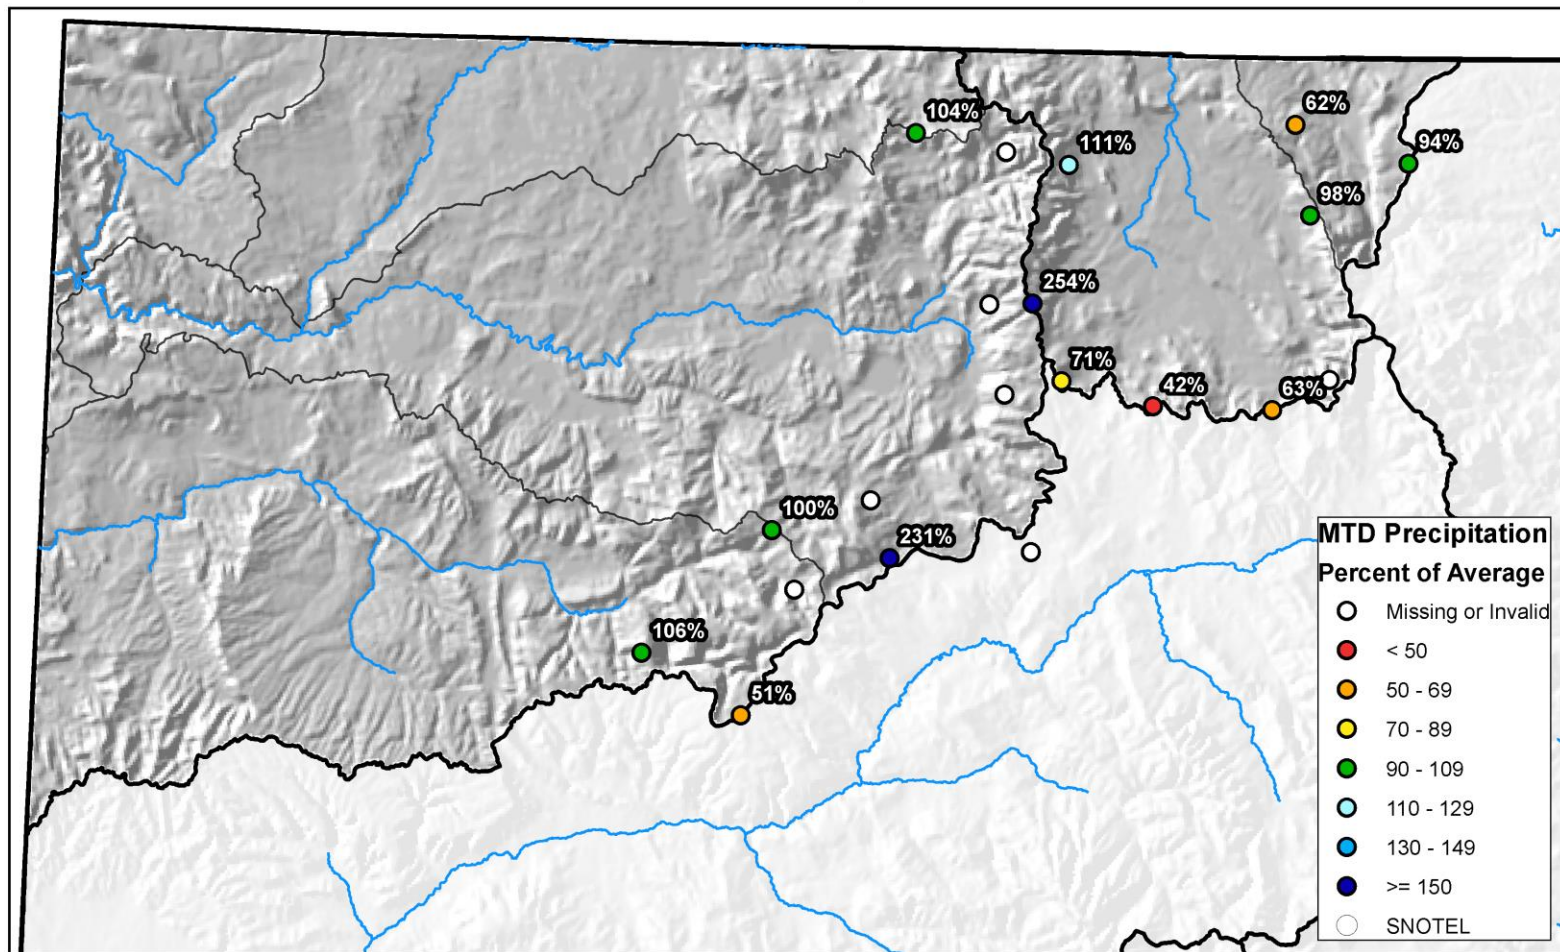 104%
62%
111%
94%
98%
254%
71%
42%
63%
100%
231%
106%
51%
MTD Precipitation
Percent of Average
Missing or Invalid
< 50
50 - 69
70 - 89
90 - 109
110 - 129
130 - 149
>= 150
SNOTEL